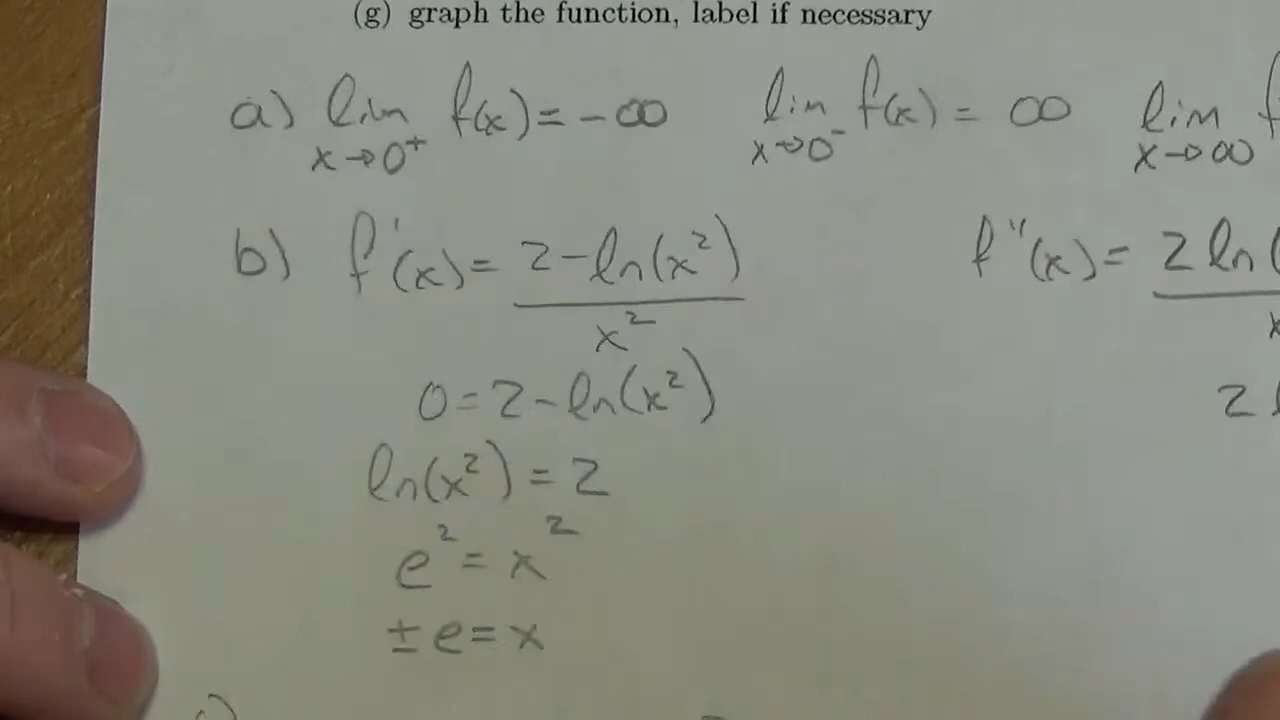 (g) graph the function, label if necessary
a) lim x→0⁺ f(x) = -∞ lim x→0⁻ f(x) = ∞ lim x→∞ f
b) f'(x) = 2-ln(x²)/x² f"(x) = 2 ln(
0 = 2-ln(x²) 2
ln(x²) = 2
e² = x²
±e = x